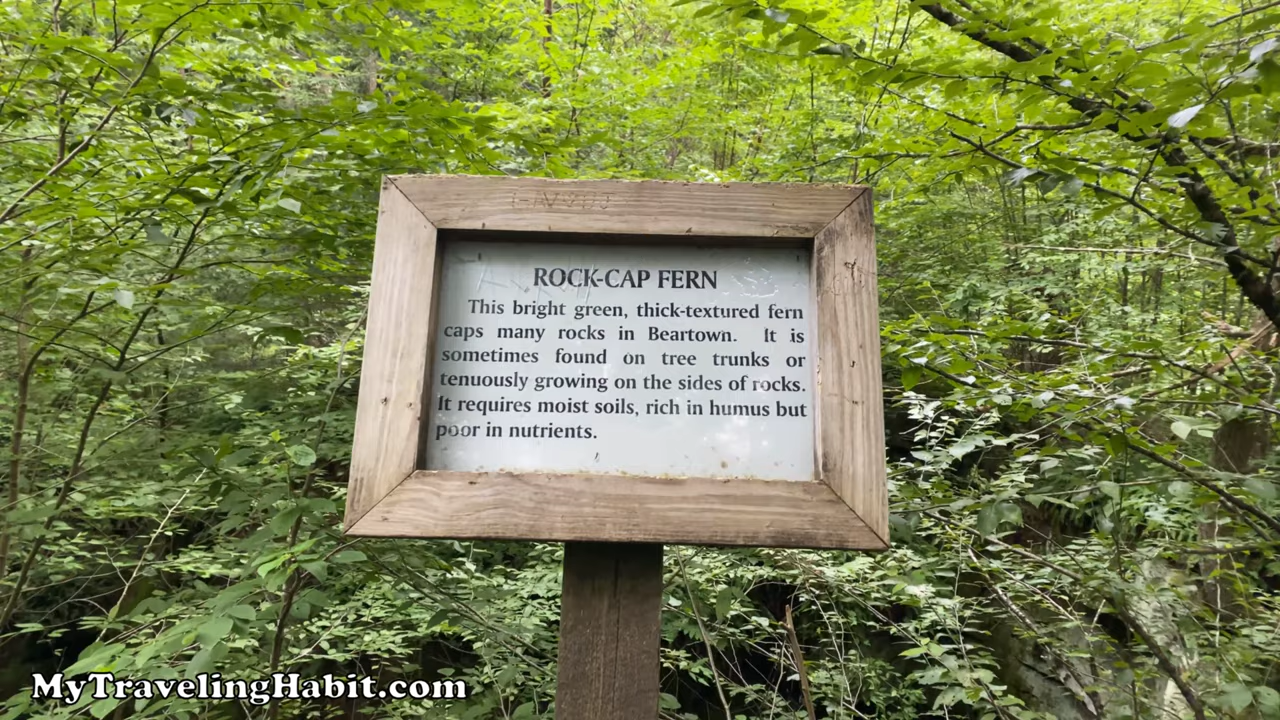 ROCK-CAP FERN
This bright green, thick-textured fern
caps many rocks in Beartown. It is
sometimes found on tree trunks or
tenuously growing on the sides of rocks.
It requires moist soils, rich in humus but
poor in nutrients.
MyTravelingHabit.com